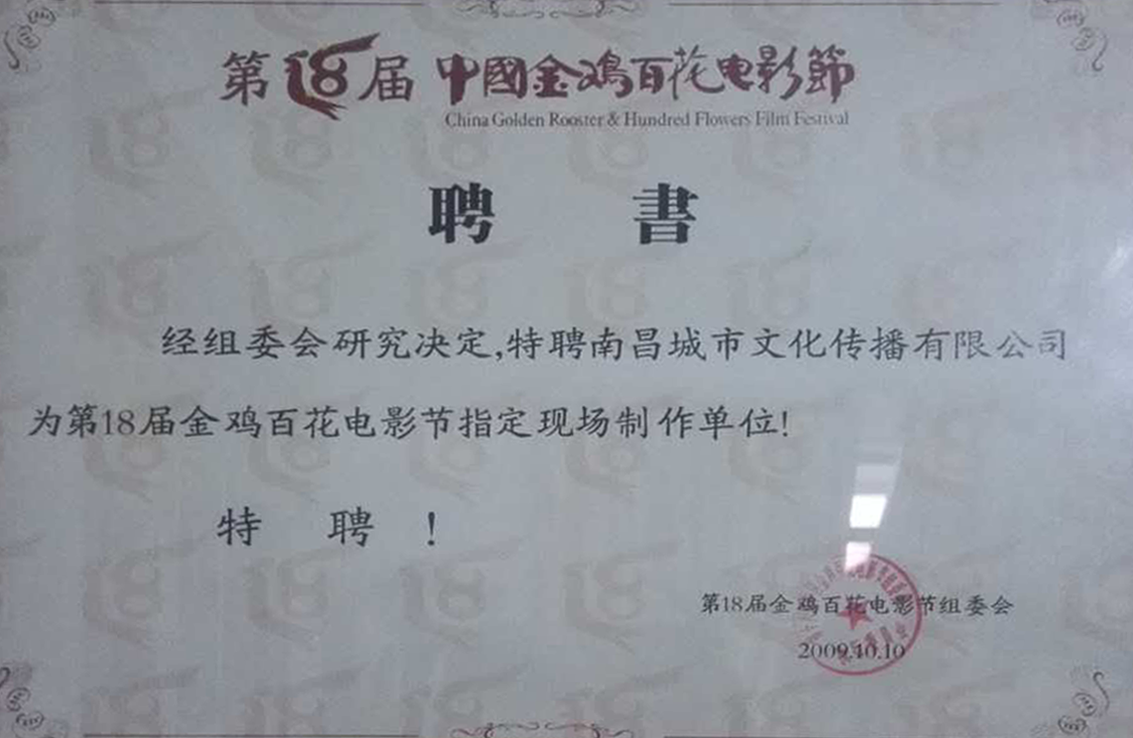 第18届 中國金鸡百花电影節
China Golden Rooster & Hundred Flowers Film Festival
聘 書
经组委会研究决定,特聘南昌城市文化传播有限公司
为第18届金鸡百花电影节指定现场制作单位!
特 聘 !
第18届金鸡百花电影节组委会
2009.10.10